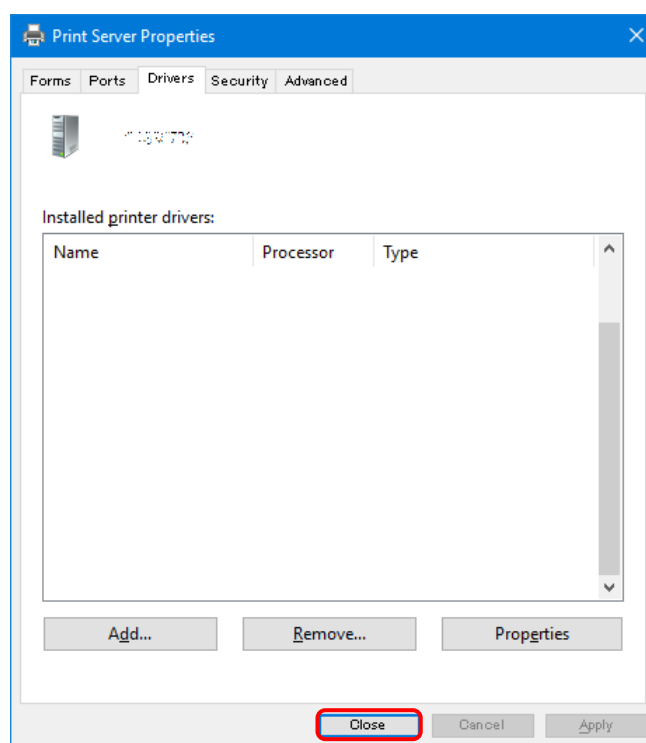 Print Server Properties
Forms Ports Drivers Security Advanced
Installed printer drivers:
Name Processor Type
Add... Remove... Properties
Close Cancel Apply